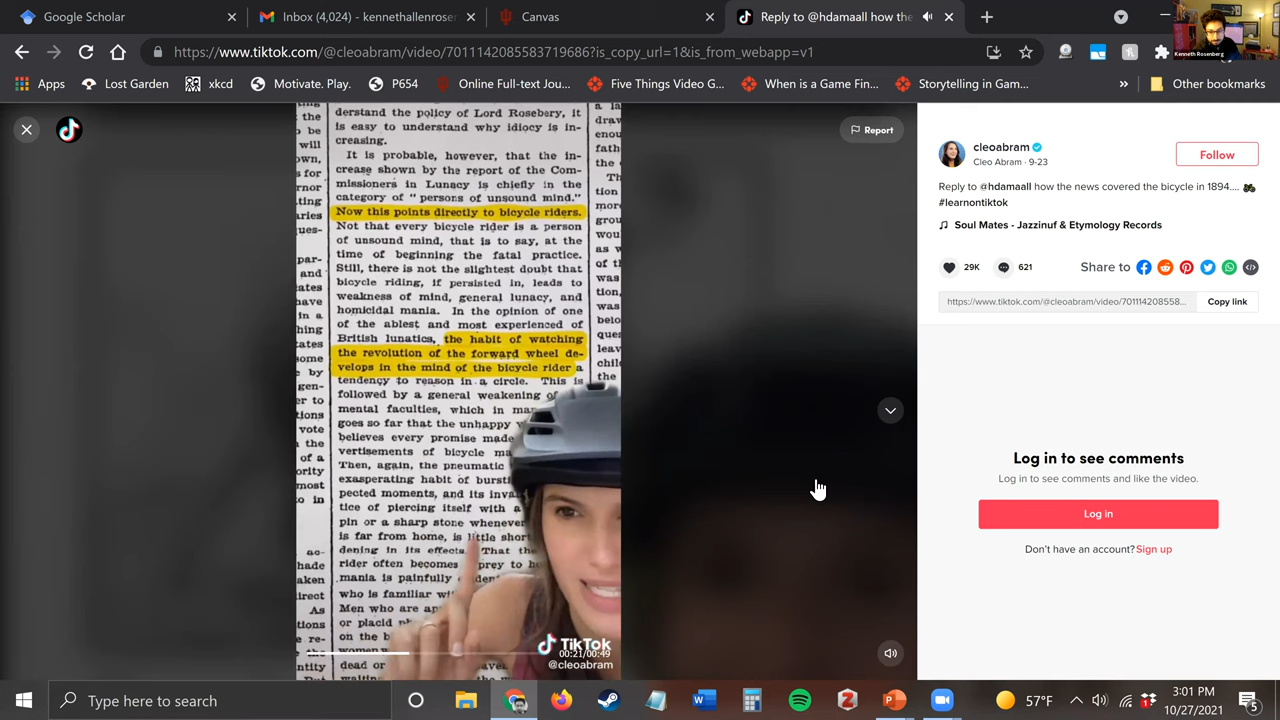 Google Scholar
Inbox (4,024) - kennethallenroser
Canvas
Reply to @hdamaall how the
https://www.tiktok.com/@cleoabram/video/7011142085583719686?is_copy_url=1&is_from_webapp=v1
Kenneth Rosenberg
Apps
Lost Garden
xkcd
Motivate. Play.
P654
Online Full-text Jou...
Five Things Video G...
When is a Game Fin...
Storytelling in Gam...
»
Other bookmarks
Report
derstand the policy of Lord Rosebery, it
is easy to understand why idiocy is in-
creasing.
It is probable, however, that the in-
crease shown by the report of the Com-
missioners in Lunacy is chiefly in the
category of "persons of unsound mind."
Now this points directly to bicycle riders.
Not that every bicycle rider is a person
of unsound mind, that is to say, at the
time of beginning the fatal practice.
Still, there is not the slightest doubt that
bicycle riding, if persisted in, leads to
weakness of mind, general lunacy, and
homicidal mania. In the opinion of one
of the ablest and most experienced of
British lunatics, the habit of watching
the revolution of the forward wheel de-
velops in the mind of the bicycle rider a
tendency to reason in a circle. This is
followed by a general weakening of
mental faculties, which in man
goes so far that the unhappy
believes every promise made
vertisements of bicycle ma
Then, again, the pneumatic
exasperating habit of bursti
pected moments, and its inva
tice of piercing itself with a
pin or a sharp stone whenever
is far from home, is little short
dening in its effects. That the
rider often becomes prey to ho
mania is painfully
who is familiar wi
Men who are ap
or placid
on the b
women
dead or
TikTok
00:21/00:49
@cleoabram
cleoabram
Cleo Abram · 9-23
Follow
Reply to @hdamaall how the news covered the bicycle in 1894....
#learnontiktok
Soul Mates - Jazzinuf & Etymology Records
29K
621
Share to
https://www.tiktok.com/@cleoabram/video/701114208558...
Copy link
Log in to see comments
Log in to see comments and like the video.
Log in
Don't have an account? Sign up
Type here to search
57°F
3:01 PM
10/27/2021
1
5